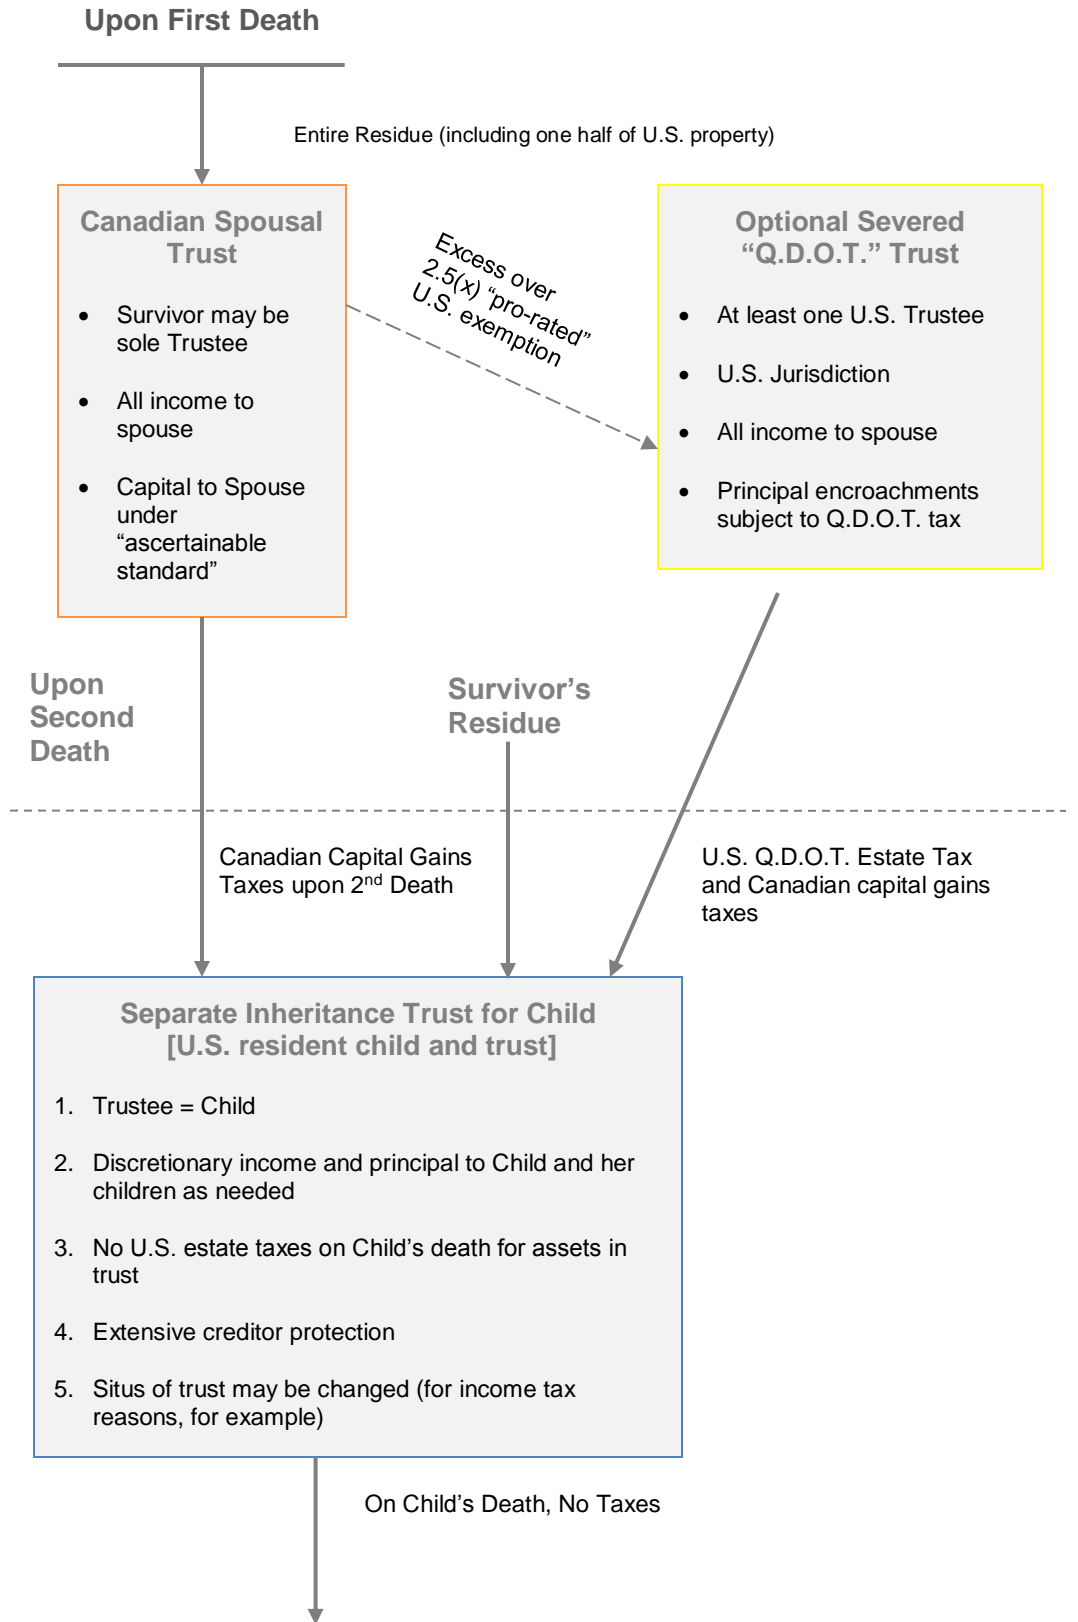 Upon First Death
Entire Residue (including one half of U.S. property)
Canadian Spousal
Trust
• Survivor may be
sole Trustee
• All income to
spouse
• Capital to Spouse
under
“ascertainable
standard”
Excess over
2.5(x) “pro-rated”
U.S. exemption
Optional Severed
“Q.D.O.T.” Trust
• At least one U.S. Trustee
• U.S. Jurisdiction
• All income to spouse
• Principal encroachments
subject to Q.D.O.T. tax
Upon
Second
Death
Survivor’s
Residue
Canadian Capital Gains
Taxes upon 2nd Death
U.S. Q.D.O.T. Estate Tax
and Canadian capital gains
taxes
Separate Inheritance Trust for Child
[U.S. resident child and trust]
1. Trustee = Child
2. Discretionary income and principal to Child and her
children as needed
3. No U.S. estate taxes on Child’s death for assets in
trust
4. Extensive creditor protection
5. Situs of trust may be changed (for income tax
reasons, for example)
On Child’s Death, No Taxes